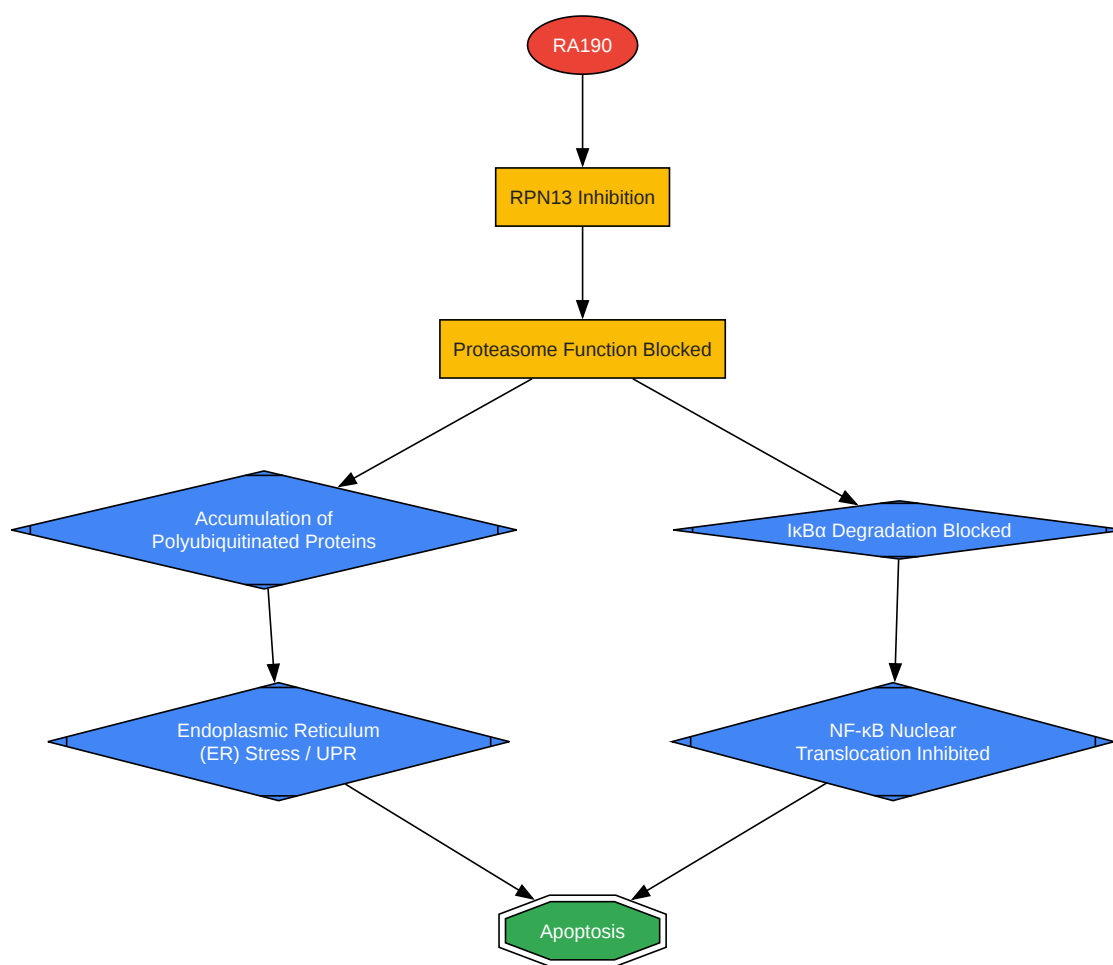 RA190
RPN13 Inhibition
Proteasome Function Blocked
Accumulation of
Polyubiquitinated Proteins
IκBα Degradation Blocked
Endoplasmic Reticulum
(ER) Stress / UPR
NF-κB Nuclear
Translocation Inhibited
Apoptosis